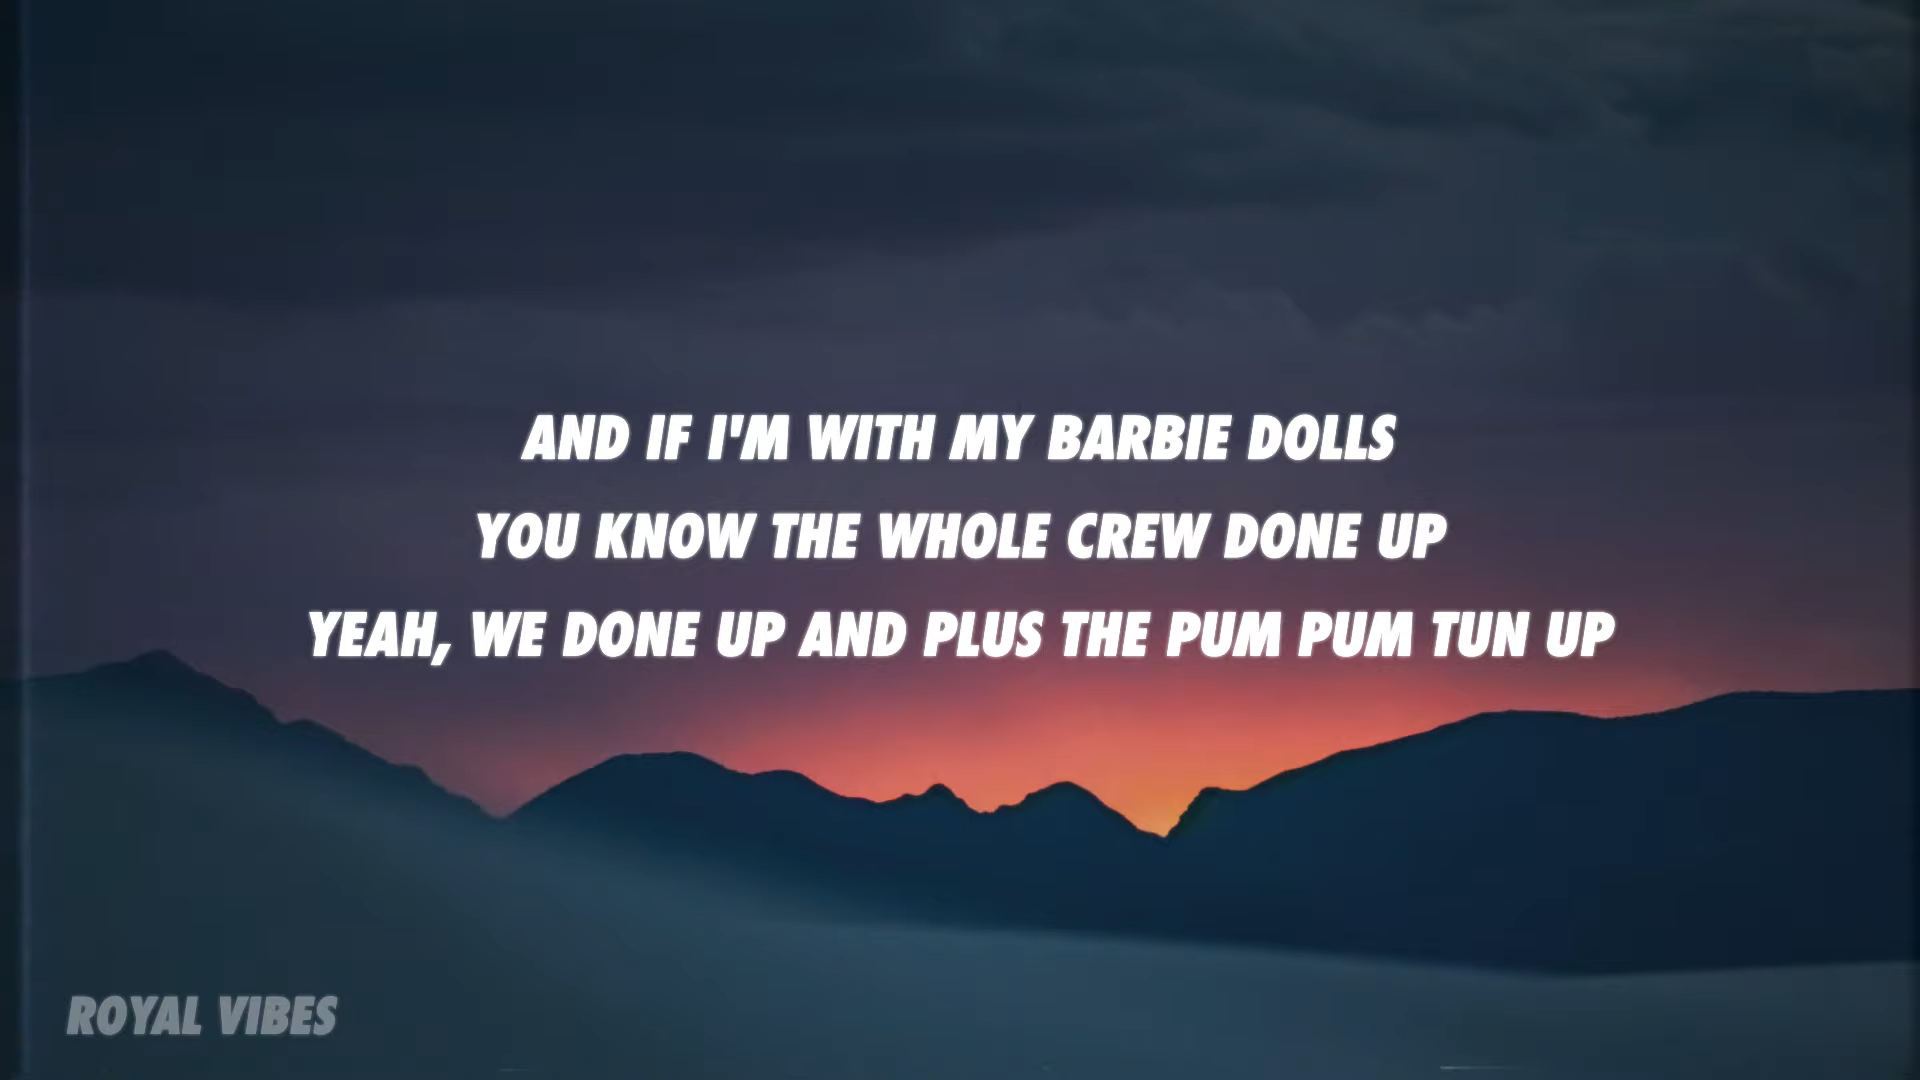 AND IF I'M WITH MY BARBIE DOLLS
YOU KNOW THE WHOLE CREW DONE UP
YEAH, WE DONE UP AND PLUS THE PUM PUM TUN UP
ROYAL VIBES